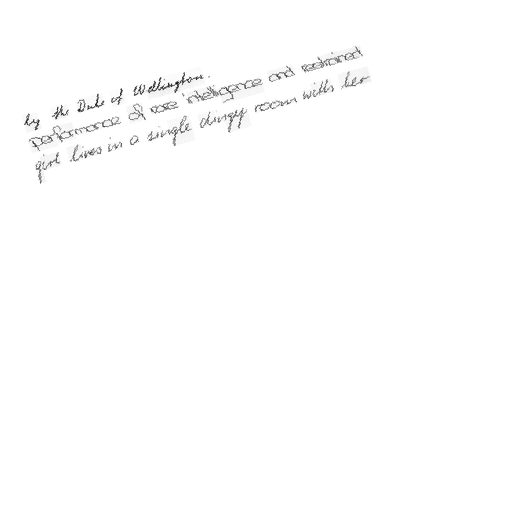 by the Duke of Wellington.
performance of rare intelligence and restrained
girl lives in a single dingy room with her